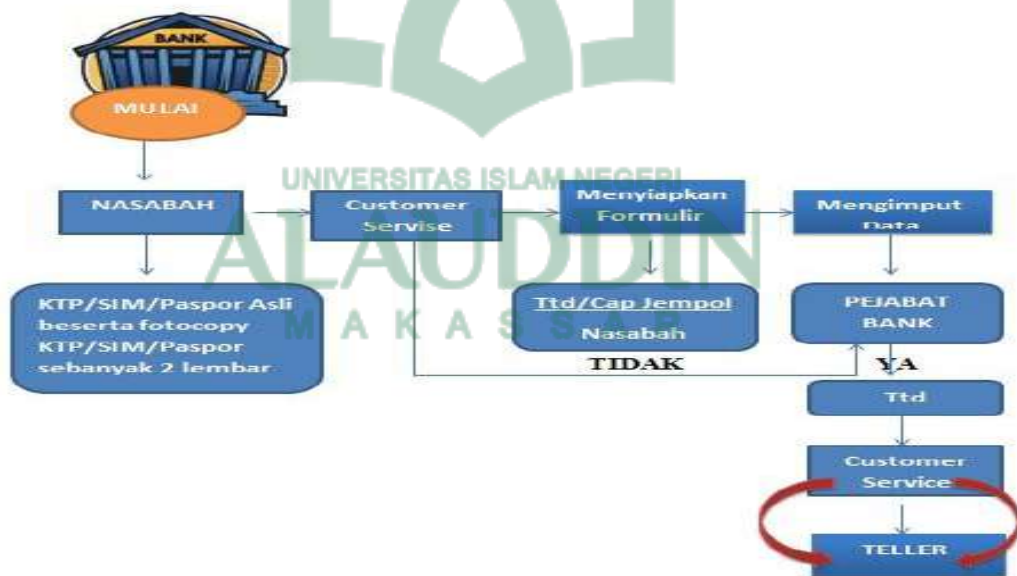 BANK
MULAI
UNIVERSITAS ISLAM NEGERI
ALAUDDIN
MAKASSAR
NASABAH
Customer
Servise
Menyiapkan
Formulir
Mengimput
Data
KTP/SIM/Paspor Asli
beserta fotocopy
KTP/SIM/Paspor
sebanyak 2 lembar
Ttd/Cap Jempol
Nasabah
PEJABAT
BANK
TIDAK
YA
Ttd
Customer
Service
TELLER